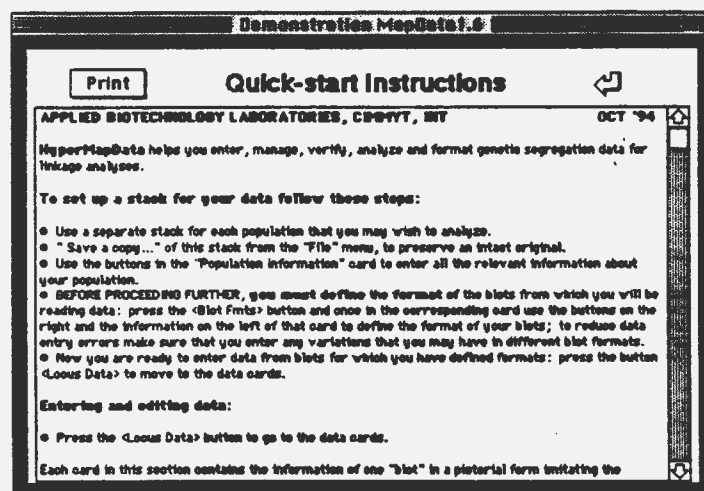 Demonstration MapData1.6
Print
Quick-start Instructions
APPLIED BIOTECHNOLOGY LABORATORIES, CIMMYT, INT OCT '94
HyperMapData helps you enter, manage, verify, analyze and format genetic segregation data for
linkage analyses.
To set up a stack for your data follow these steps:
● Use a separate stack for each population that you may wish to analyze.
● " Save a copy..." of this stack from the "File" menu, to preserve an intact original.
● Use the buttons in the "Population information" card to enter all the relevant information about
your population.
● BEFORE PROCEEDING FURTHER, you must define the format of the blots from which you will be
reading data: press the <Blot Fmts> button and once in the corresponding card use the buttons on the
right and the information on the left of that card to define the format of your blots; to reduce data
entry errors make sure that you enter any variations that you may have in different blot formats.
● Now you are ready to enter data from blots for which you have defined formats: press the button
<Locus Data> to move to the data cards.
Entering and editing data:
● Press the <Locus Data> button to go to the data cards.
Each card in this section contains the information of one "blot" in a pictorial form imitating the